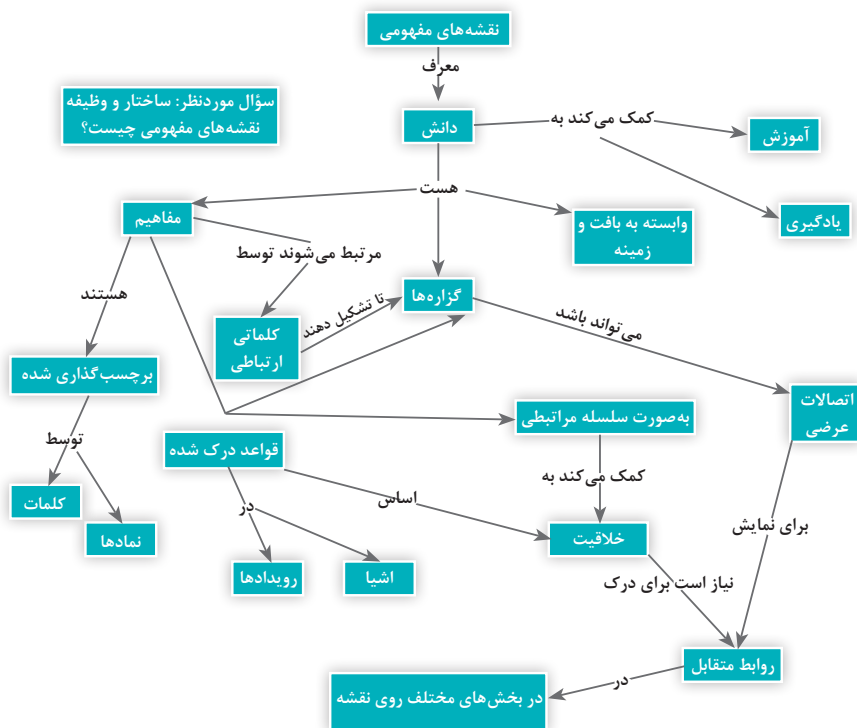 نقشه‌های مفهومی
معرف
سؤال موردنظر: ساختار و وظیفه
نقشه‌های مفهومی چیست؟
دانش
کمک می‌کند به
آموزش
هست
مفاهیم
وابسته به بافت و
زمینه
یادگیری
مرتبط می‌شوند توسط
هستند
گزاره‌ها
تا تشکیل دهند
کلماتی
ارتباطی
می‌تواند باشد
برچسب‌گذاری شده
اتصالات
عرضی
به‌صورت سلسله مراتبطی
توسط
قواعد درک شده
کمک می‌کند به
کلمات
نمادها
اساس
در
خلاقیت
برای نمایش
رویدادها
اشیا
نیاز است برای درک
روابط متقابل
در
در بخش‌های مختلف روی نقشه